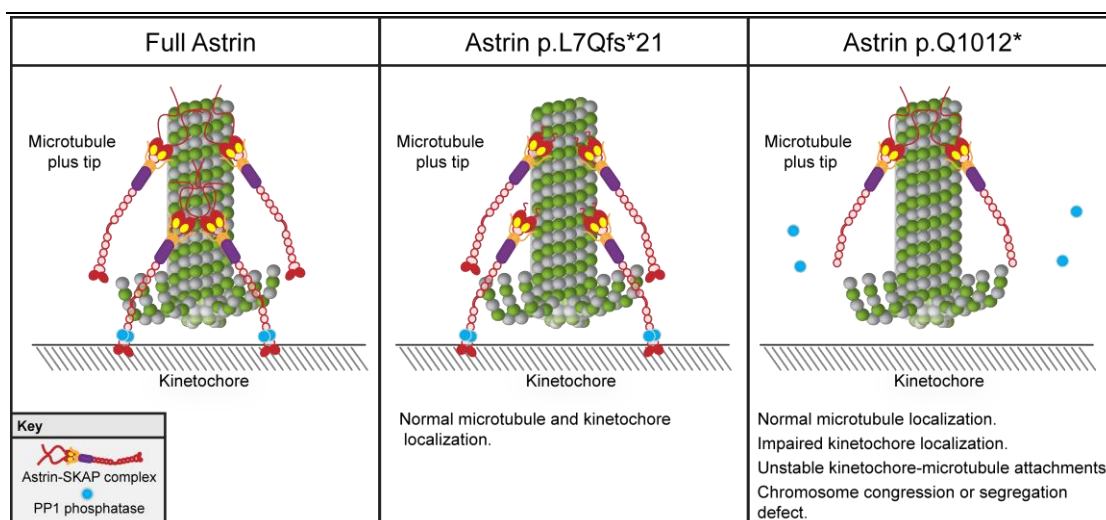 Full Astrin
Astrin p.L7Qfs*21
Astrin p.Q1012*
Microtubule
plus tip
Kinetochore
Key
Astrin-SKAP complex
PP1 phosphatase
Microtubule
plus tip
Kinetochore
Normal microtubule and kinetochore
localization.
Microtubule
plus tip
Kinetochore
Normal microtubule localization.
Impaired kinetochore localization.
Unstable kinetochore-microtubule attachments
Chromosome congression or segregation
defect.